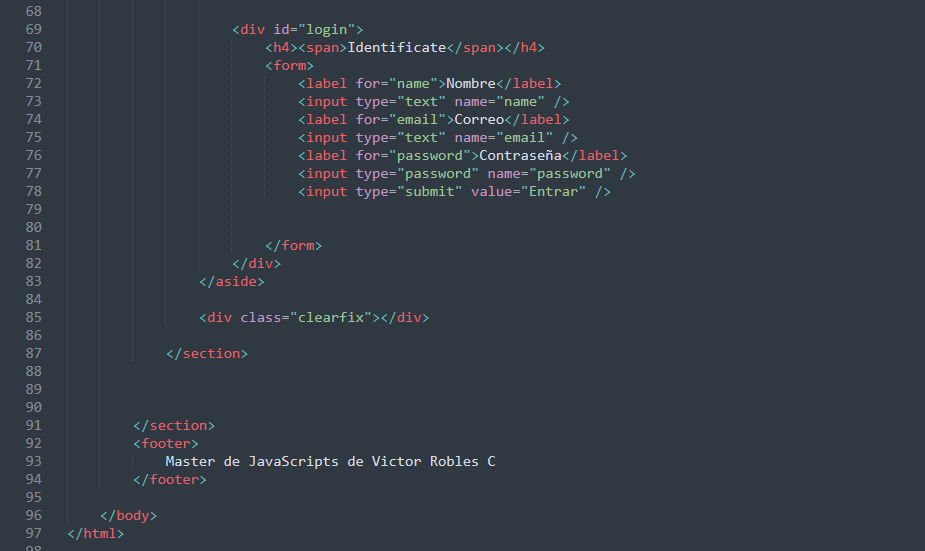 68
69 <div id="login">
70 <h4><span>Identificate</span></h4>
71 <form>
72 <label for="name">Nombre</label>
73 <input type="text" name="name" />
74 <label for="email">Correo</label>
75 <input type="text" name="email" />
76 <label for="password">Contraseña</label>
77 <input type="password" name="password" />
78 <input type="submit" value="Entrar" />
79
80
81 </form>
82 </div>
83 </aside>
84
85 <div class="clearfix"></div>
86
87 </section>
88
89
90
91 </section>
92 <footer>
93 Master de JavaScripts de Victor Robles C
94 </footer>
95
96 </body>
97 </html>
98